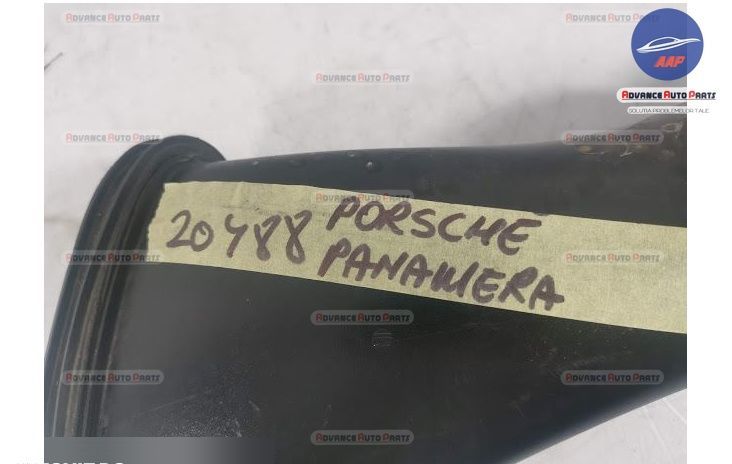 AAP
ADVANCE AUTO PARTS
SOLUTIA PROBLEMELOR TALE
20488 PORSCHE
PANAMERA